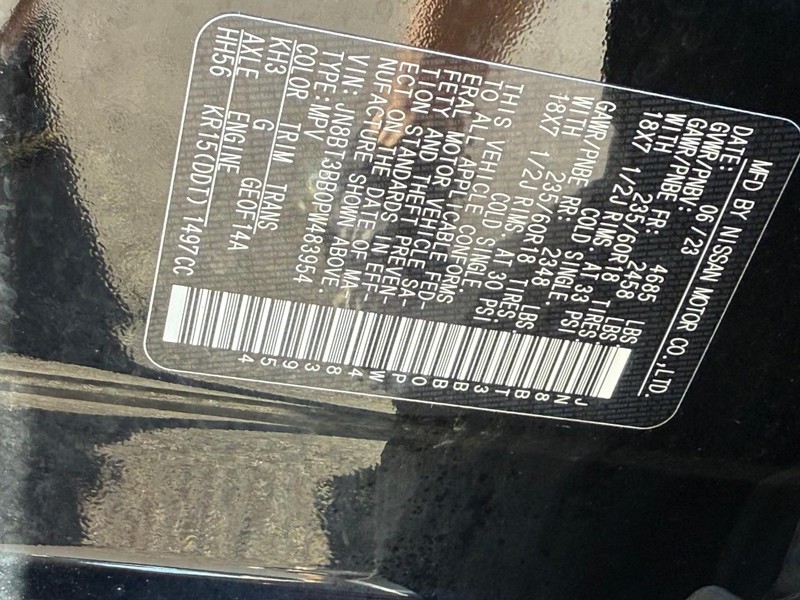 MFD BY NISSAN MOTOR CO.,LTD.
DATE: 06/23
GVWR/PNBV: 4685 LBS
GAWR/PNBE FR: 2458 LBS
WITH 235/60R18 TIRES:
18X7 1/2J RIMS AT 33 PSI
COLD SINGLE
GAWR/PNBE RR: 2348 LBS
WITH 235/60R18 TIRES:
18X7 1/2J RIMS AT 30 PSI
COLD SINGLE
THIS VEHICLE CONFORMS
TO ALL APPLICABLE FED-
ERAL MOTOR VEHICLE SA-
FETY AND THEFT PREVEN-
TION STANDARDS IN EFF-
ECT ON THE DATE OF MA-
NUFACTURE SHOWN ABOVE.
VIN: JN8BT3BB0PW483954
TYPE: MPV
COLOR TRIM TRANS
KH3 G GE0F14A
AXLE ENGINE
HH56 KR15(DDT) 1497CC
JN8BT3BB0PW483954